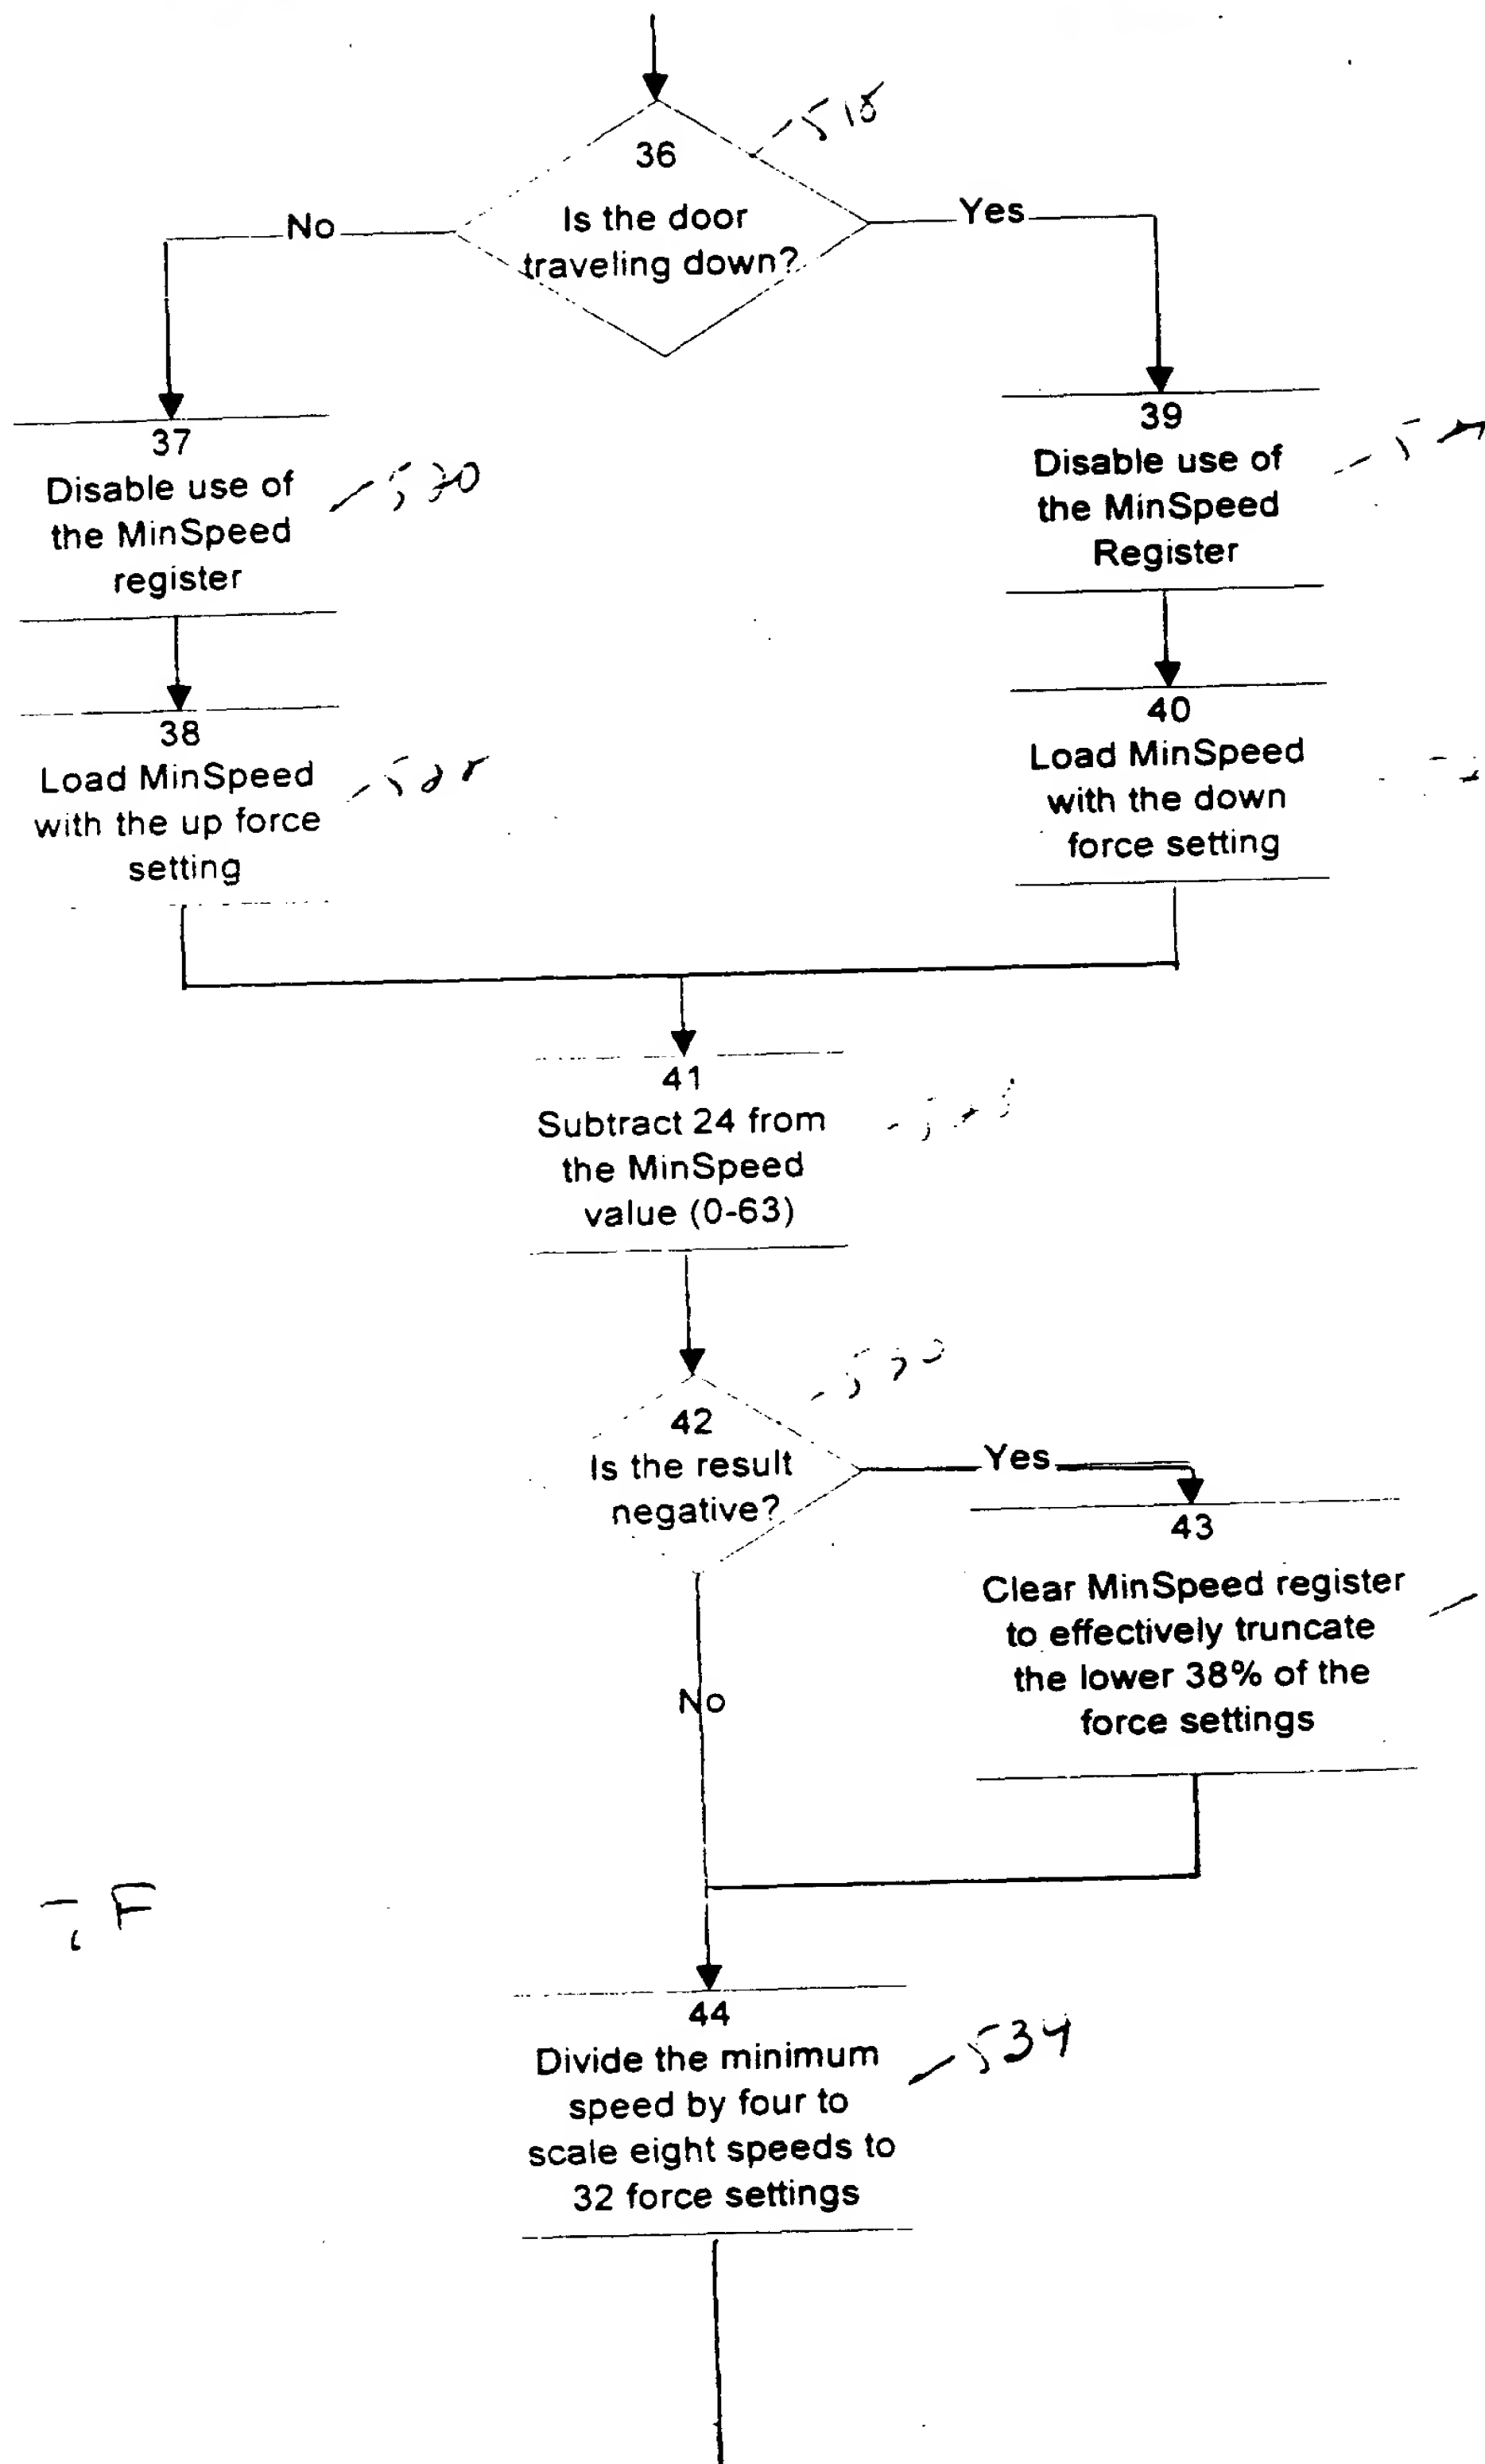 36
Is the door
traveling down?
No
Yes
518
37
Disable use of
the MinSpeed
register
39
Disable use of
the MinSpeed
Register
38
Load MinSpeed
with the up force
setting
40
Load MinSpeed
with the down
force setting
41
Subtract 24 from
the MinSpeed
value (0-63)
42
Is the result
negative?
Yes
No
43
Clear MinSpeed register
to effectively truncate
the lower 38% of the
force settings
44
Divide the minimum
speed by four to
scale eight speeds to
32 force settings
534